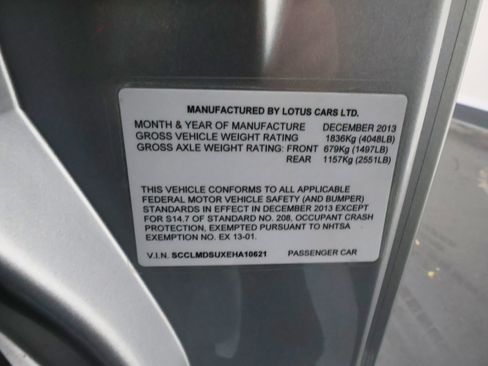 MANUFACTURED BY LOTUS CARS LTD.
MONTH & YEAR OF MANUFACTURE DECEMBER 2013
GROSS VEHICLE WEIGHT RATING 1836Kg (4048LB)
GROSS AXLE WEIGHT RATING: FRONT 679Kg (1497LB)
REAR 1157Kg (2551LB)
THIS VEHICLE CONFORMS TO ALL APPLICABLE
FEDERAL MOTOR VEHICLE SAFETY (AND BUMPER)
STANDARDS IN EFFECT IN DECEMBER 2013 EXCEPT
FOR S14.7 OF STANDARD NO. 208, OCCUPANT CRASH
PROTECTION, EXEMPTED PURSUANT TO NHTSA
EXEMPTION NO. EX 13-01.
V.I.N. SCCLMDSUXEHA10621 PASSENGER CAR